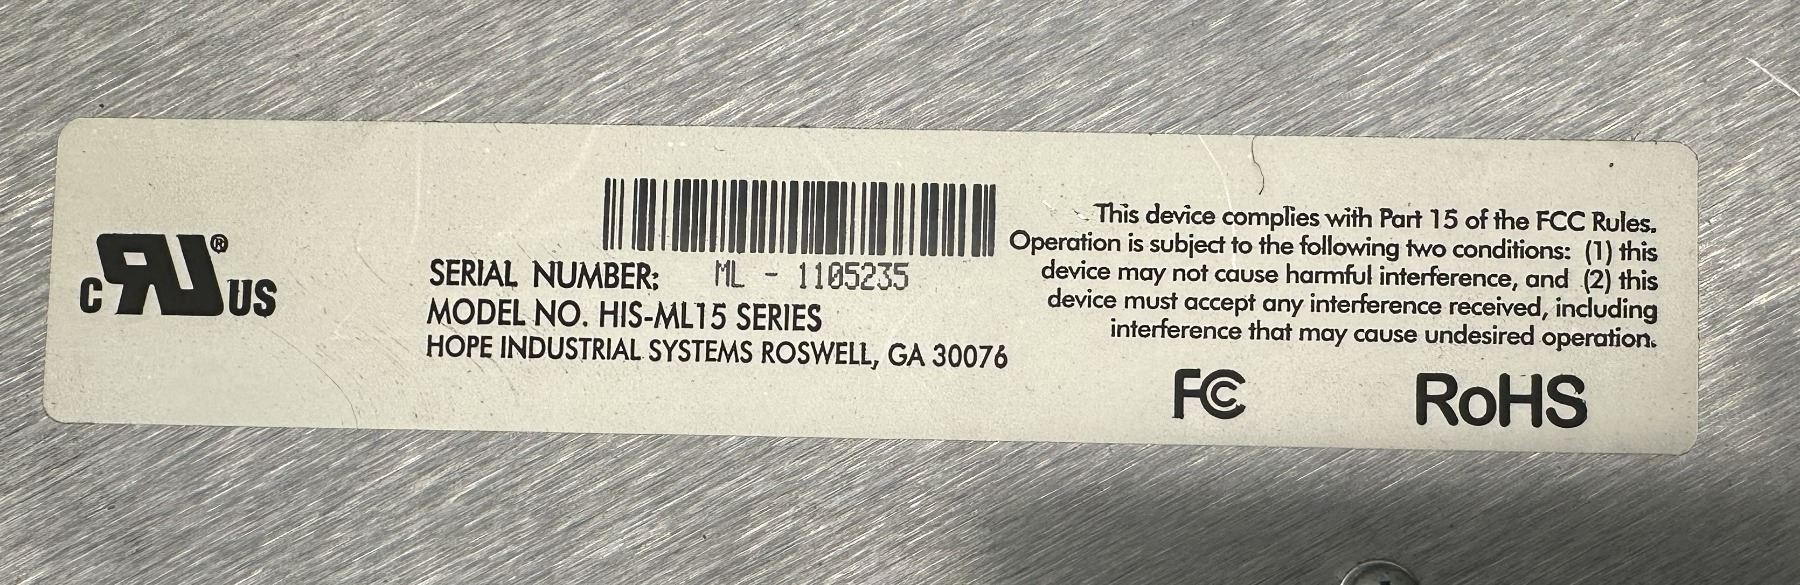 c RU ® US
SERIAL NUMBER: ML - 1105235
MODEL NO. HIS-ML15 SERIES
HOPE INDUSTRIAL SYSTEMS ROSWELL, GA 30076
This device complies with Part 15 of the FCC Rules.
Operation is subject to the following two conditions: (1) this
device may not cause harmful interference, and (2) this
device must accept any interference received, including
interference that may cause undesired operation.
FC
RoHS